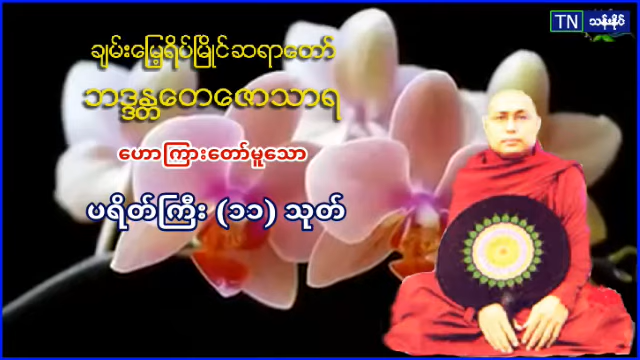 TN သန်းနိုင်
ချမ်းမြေ့ရိပ်မြိုင်ဆရာတော်
ဘဒ္ဒန္တတေဇောသာရ
ဟောကြားတော်မူသော
ပရိတ်ကြီး (၁၁) သုတ်